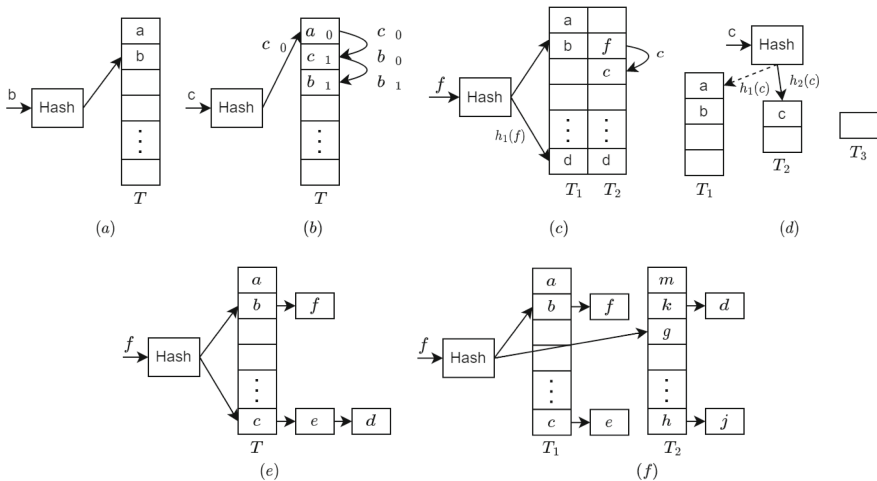 b
Hash
a
b
⋮
T
(a)
c
Hash
c 0
a 0
c 1
b 1
⋮
c 0
b 0
b 1
T
(b)
f
Hash
h₁(f)
a
b f
c
⋮ ⋮
d d
c
T₁ T₂
(c)
c
Hash
h₁(c)
h₂(c)
a
b
T₁
c
T₂
T₃
(d)
f
Hash
a
b f
⋮
c e d
T
(e)
f
Hash
a
b f
⋮
c e
T₁
m
k d
g
⋮
h j
T₂
(f)